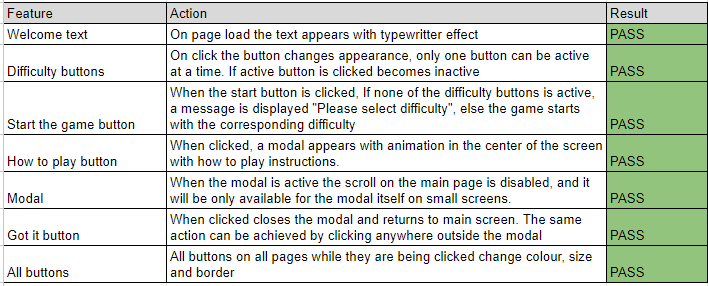 Feature Action Result
Welcome text On page load the text appears with typewritter effect PASS
On click the button changes appearance, only one button can be active
Difficulty buttons at a time. If active button is clicked becomes inactive PASS
When the start button is clicked, If none of the difficulty buttons is active,
a message is displayed "Please select difficulty", else the game starts
Start the game button with the corresponding difficulty PASS
When clicked, a modal appears with animation in the center of the screen
How to play button with how to play instructions. PASS
When the modal is active the scroll on the main page is disabled, and it
Modal will be only available for the modal itself on small screens. PASS
When clicked closes the modal and returns to main screen. The same
Got it button action can be achieved by clicking anywhere outside the modal PASS
All buttons on all pages while they are being clicked change colour, size
All buttons and border PASS